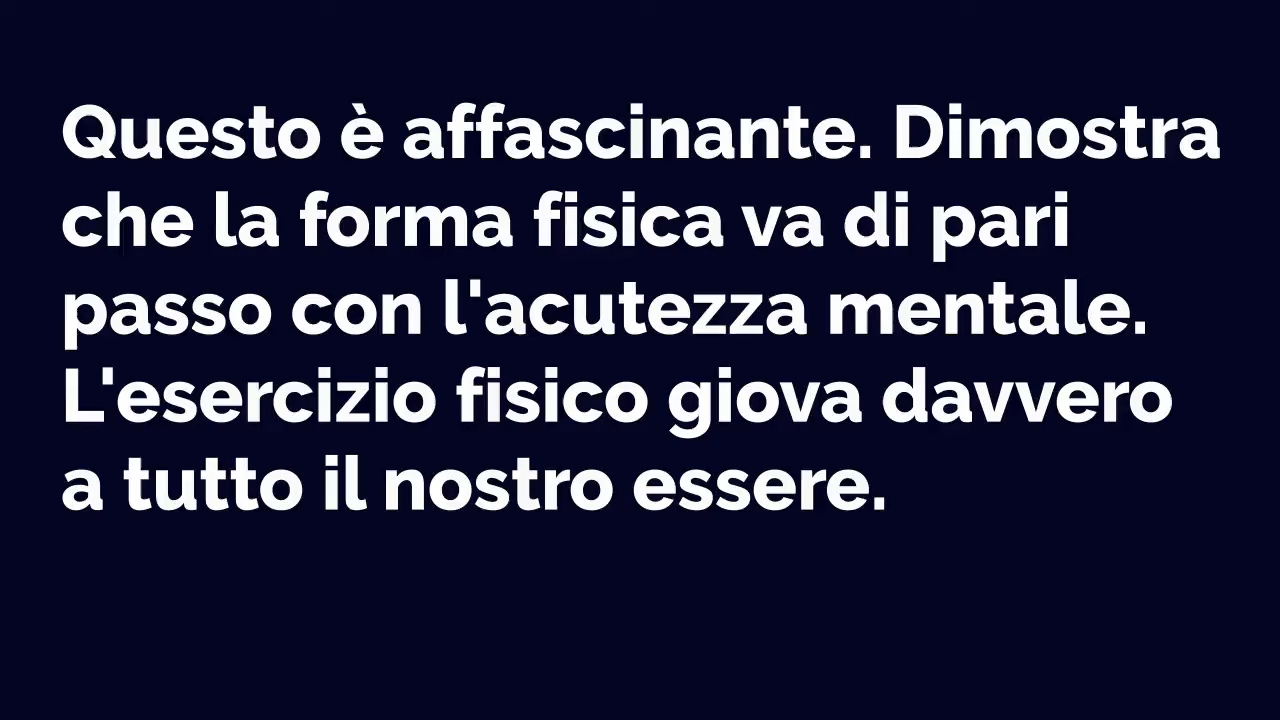 Questo è affascinante. Dimostra
che la forma fisica va di pari
passo con l'acutezza mentale.
L'esercizio fisico giova davvero
a tutto il nostro essere.